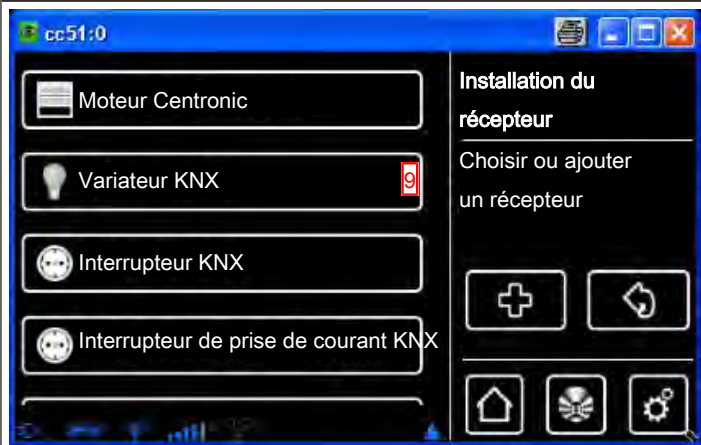 cc51:0
Moteur Centronic
Variateur KNX 9
Interrupteur KNX
Interrupteur de prise de courant KNX
Installation du
récepteur
Choisir ou ajouter
un récepteur